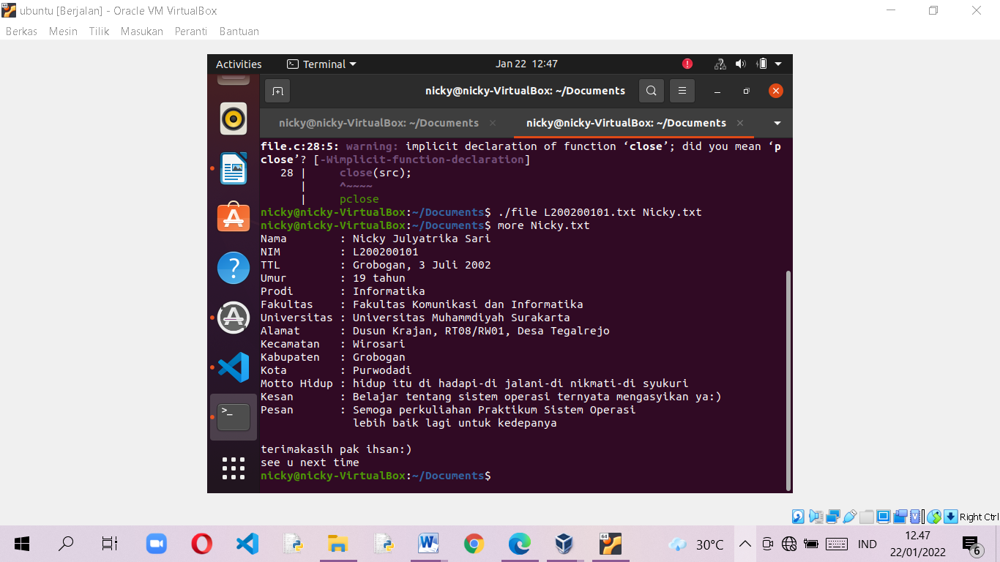 ubuntu [Berjalan] - Oracle VM VirtualBox
Berkas Mesin Tilik Masukan Peranti Bantuan
Activities Terminal Jan 22 12:47
nicky@nicky-VirtualBox: ~/Documents
nicky@nicky-VirtualBox: ~/Documents × nicky@nicky-VirtualBox: ~/Documents ×
file.c:28:5: warning: implicit declaration of function ‘close’; did you mean ‘p
close’? [-Wimplicit-function-declaration]
   28 |     close(src);
      |     ^~~~~
      |     pclose
nicky@nicky-VirtualBox:~/Documents$ ./file L200200101.txt Nicky.txt
nicky@nicky-VirtualBox:~/Documents$ more Nicky.txt
Nama        : Nicky Julyatrika Sari
NIM         : L200200101
TTL         : Grobogan, 3 Juli 2002
Umur        : 19 tahun
Prodi       : Informatika
Fakultas    : Fakultas Komunikasi dan Informatika
Universitas : Universitas Muhammdiyah Surakarta
Alamat      : Dusun Krajan, RT08/RW01, Desa Tegalrejo
Kecamatan   : Wirosari
Kabupaten   : Grobogan
Kota        : Purwodadi
Motto Hidup : hidup itu di hadapi-di jalani-di nikmati-di syukuri
Kesan       : Belajar tentang sistem operasi ternyata mengasyikan ya:)
Pesan       : Semoga perkuliahan Praktikum Sistem Operasi
              lebih baik lagi untuk kedepanya
terimakasih pak ihsan:)
see u next time
nicky@nicky-VirtualBox:~/Documents$
Right Ctrl
30°C IND 12.47
22/01/2022 6